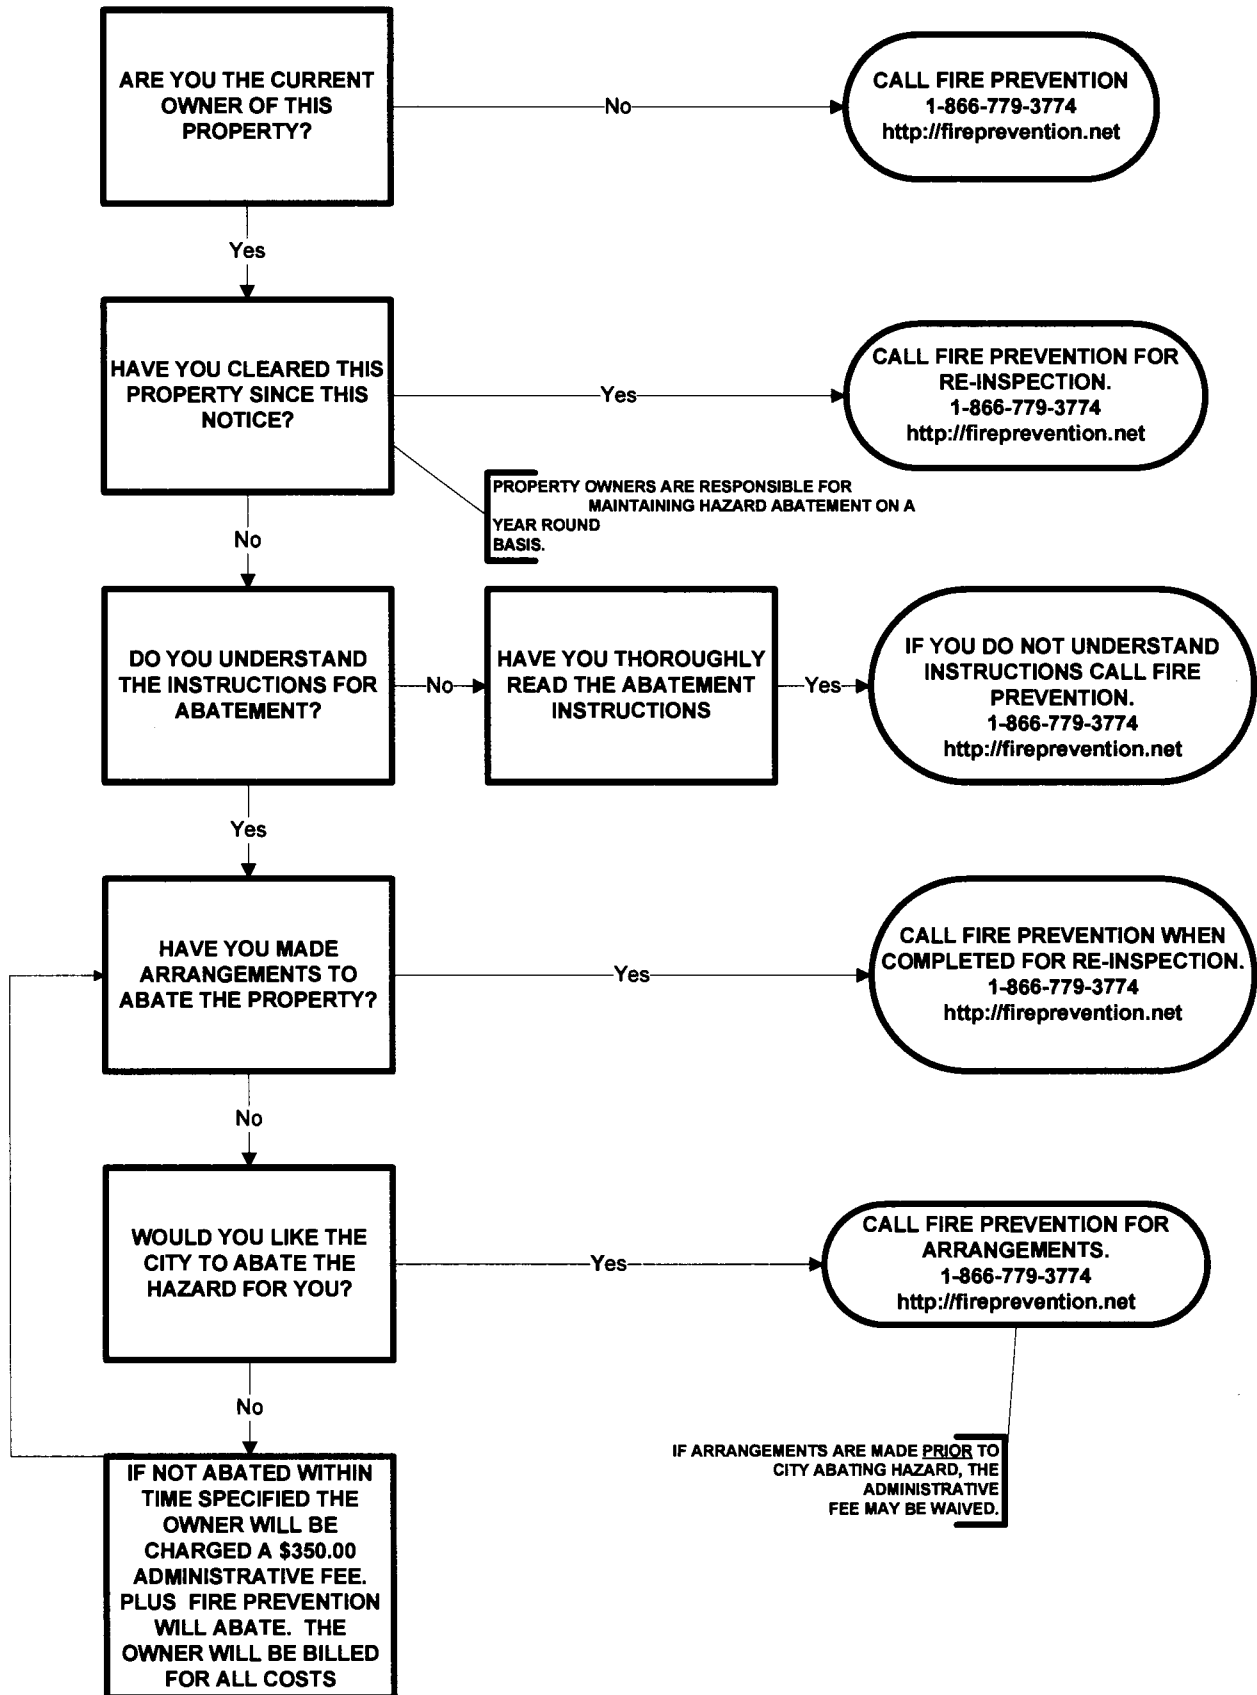 ARE YOU THE CURRENT
OWNER OF THIS
PROPERTY?
No
CALL FIRE PREVENTION
1-866-779-3774
http://fireprevention.net
Yes
HAVE YOU CLEARED THIS
PROPERTY SINCE THIS
NOTICE?
Yes
CALL FIRE PREVENTION FOR
RE-INSPECTION.
1-866-779-3774
http://fireprevention.net
PROPERTY OWNERS ARE RESPONSIBLE FOR
MAINTAINING HAZARD ABATEMENT ON A
YEAR ROUND
BASIS.
No
DO YOU UNDERSTAND
THE INSTRUCTIONS FOR
ABATEMENT?
No
HAVE YOU THOROUGHLY
READ THE ABATEMENT
INSTRUCTIONS
Yes
IF YOU DO NOT UNDERSTAND
INSTRUCTIONS CALL FIRE
PREVENTION.
1-866-779-3774
http://fireprevention.net
Yes
HAVE YOU MADE
ARRANGEMENTS TO
ABATE THE PROPERTY?
Yes
CALL FIRE PREVENTION WHEN
COMPLETED FOR RE-INSPECTION.
1-866-779-3774
http://fireprevention.net
No
WOULD YOU LIKE THE
CITY TO ABATE THE
HAZARD FOR YOU?
Yes
CALL FIRE PREVENTION FOR
ARRANGEMENTS.
1-866-779-3774
http://fireprevention.net
No
IF ARRANGEMENTS ARE MADE PRIOR TO
CITY ABATING HAZARD, THE
ADMINISTRATIVE
FEE MAY BE WAIVED.
IF NOT ABATED WITHIN
TIME SPECIFIED THE
OWNER WILL BE
CHARGED A $350.00
ADMINISTRATIVE FEE.
PLUS FIRE PREVENTION
WILL ABATE. THE
OWNER WILL BE BILLED
FOR ALL COSTS